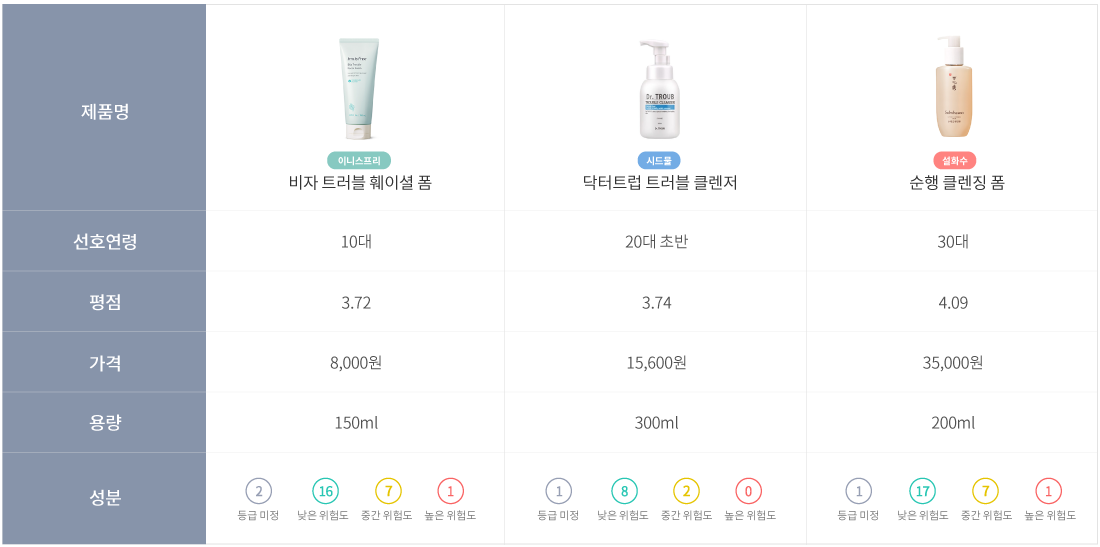 제품명
innisfree
이니스프리
비자 트러블 훼이셜 폼
Dr. TROUB
TROUBLE CLEANSER
시드물
닥터트럽 트러블 클렌저
설화수
순행 클렌징 폼
선호연령
10대
20대 초반
30대
평점
3.72
3.74
4.09
가격
8,000원
15,600원
35,000원
용량
150ml
300ml
200ml
성분
2
16
7
1
1
8
2
0
1
17
7
1
등급 미정
낮은 위험도
중간 위험도
높은 위험도
등급 미정
낮은 위험도
중간 위험도
높은 위험도
등급 미정
낮은 위험도
중간 위험도
높은 위험도